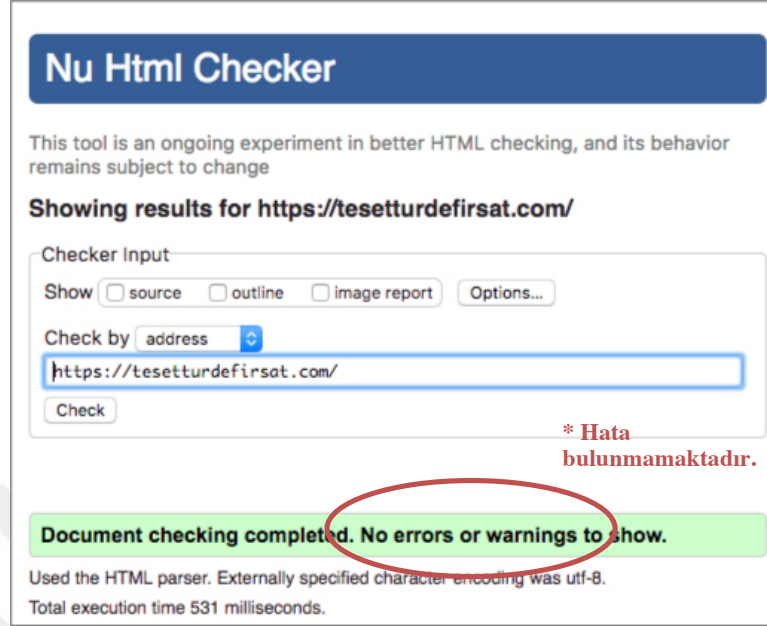 Nu Html Checker
This tool is an ongoing experiment in better HTML checking, and its behavior
remains subject to change
Showing results for https://tesetturdefirsat.com/
Checker Input
Show source outline image report Options...
Check by address
https://tesetturdefirsat.com/
Check
* Hata
bulunmamaktadır.
Document checking completed. No errors or warnings to show.
Used the HTML parser. Externally specified character encoding was utf-8.
Total execution time 531 milliseconds.